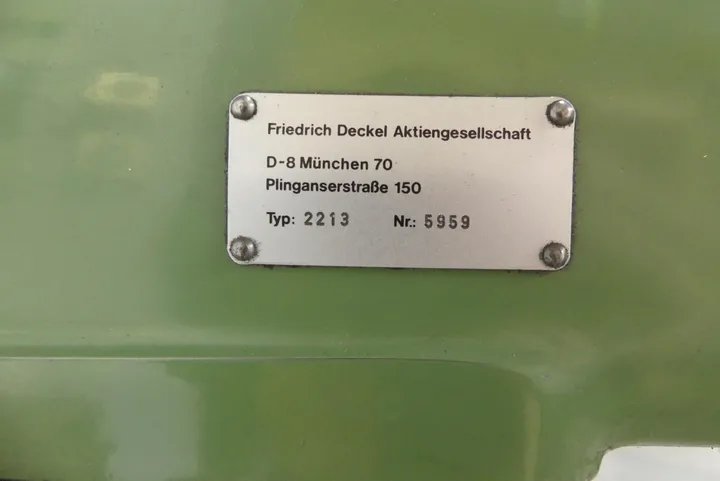 Friedrich Deckel Aktiengesellschaft
D-8 München 70
Plinganserstraße 150
Typ: 2213 Nr.: 5959